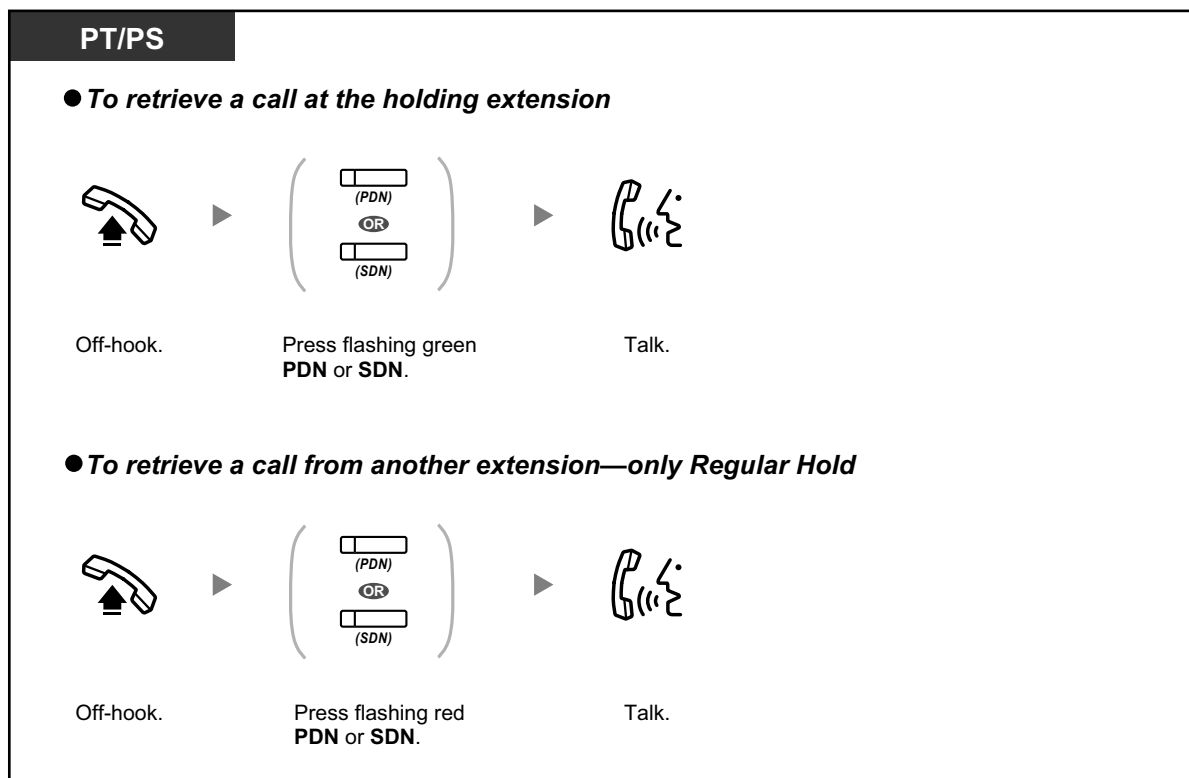 PT/PS
● To retrieve a call at the holding extension
(PDN)
OR
(SDN)
Off-hook.
Press flashing green
PDN or SDN.
Talk.
● To retrieve a call from another extension—only Regular Hold
(PDN)
OR
(SDN)
Off-hook.
Press flashing red
PDN or SDN.
Talk.